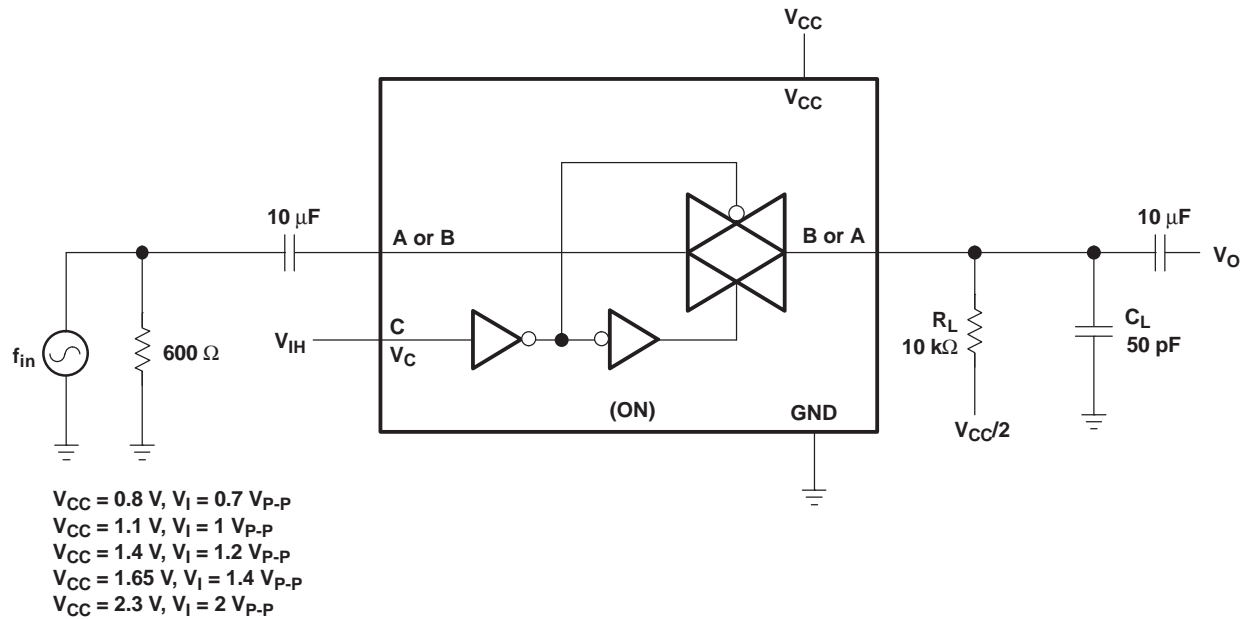 VCC
VCC
10 μF
A or B
B or A
10 μF
VO
fin
600 Ω
VIH
C
VC
RL
10 kΩ
CL
50 pF
(ON)
GND
VCC/2
VCC = 0.8 V, VI = 0.7 VP-P
VCC = 1.1 V, VI = 1 VP-P
VCC = 1.4 V, VI = 1.2 VP-P
VCC = 1.65 V, VI = 1.4 VP-P
VCC = 2.3 V, VI = 2 VP-P